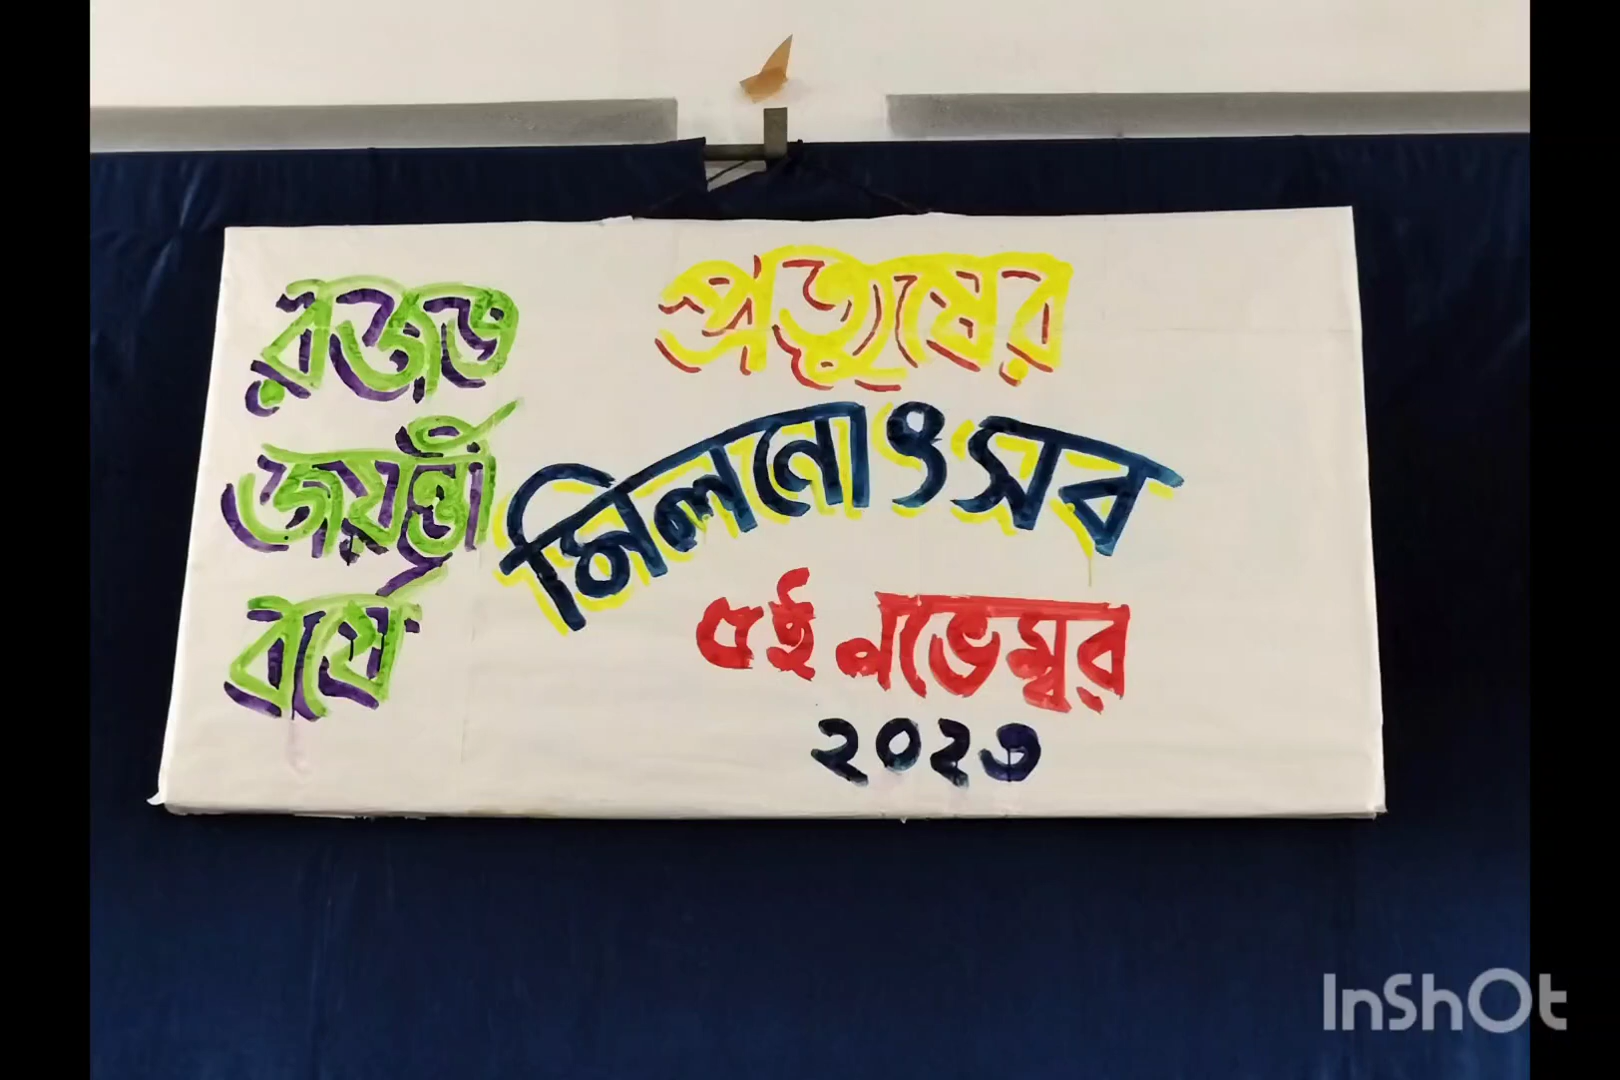 রজত
জয়ন্তী
বর্ষে
প্রত্যুষের
মিলনোৎসব
৫ই নভেম্বর
২০২৩
InShOt